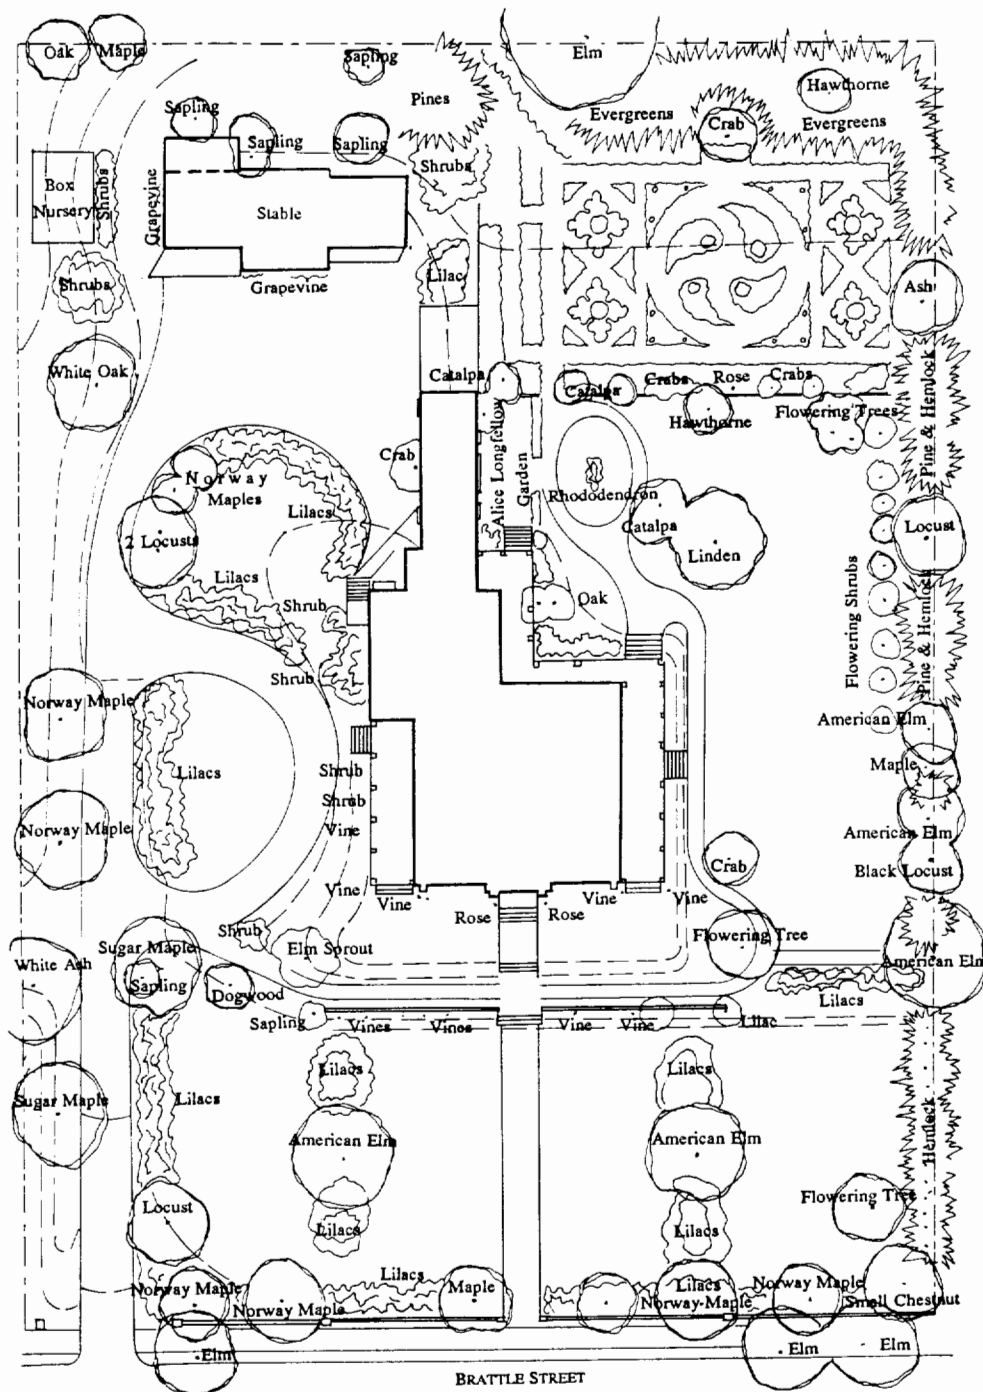 Oak
Maple
Sapling
Elm
Pines
Hawthorne
Sapling
Evergreens
Crab
Evergreens
Sapling
Sapling
Shrubs
Box
Nursery
Shrubs
Grapevine
Stable
Grapevine
Shrubs
Lilac
Ash
White Oak
Catalpa
Catalpa
Crabs
Rose
Crabs
Hawthorne
Flowering Trees
Pine & Hemlock
Alice Longfellow
Garden
Crab
Norway
Maples
Lilacs
Rhododendron
Catalpa
Linden
Locust
2 Locusts
Lilacs
Shrub
Oak
Flowering Shrubs
Pine & Hemlock
Shrub
Norway Maple
American Elm
Lilacs
Shrub
Maple
Shrub
Norway Maple
Vine
American Elm
Crab
Black Locust
Vine
Vine
Vine
Vine
Rose
Rose
Shrub
Elm Sprout
Flowering Tree
Sugar Maple
White Ash
Sapling
Dogwood
American Elm
Lilacs
Sapling
Vines
Vines
Vine
Vine
Lilac
Lilacs
Lilacs
Sugar Maple
Lilacs
Hemlock
American Elm
American Elm
Locust
Flowering Tree
Lilacs
Lilacs
Lilacs
Norway Maple
Norway Maple
Maple
Lilacs
Norway Maple
Norway Maple
Small Chestnut
Elm
Elm
Elm
BRATTLE STREET